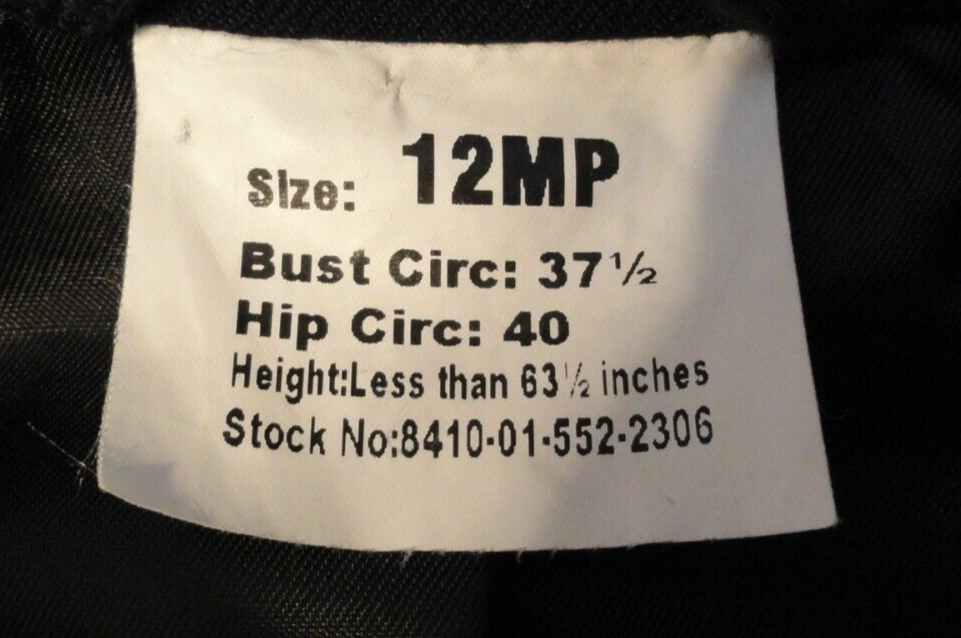 Size: 12MP
Bust Circ: 37½
Hip Circ: 40
Height:Less than 63½ inches
Stock No:8410-01-552-2306